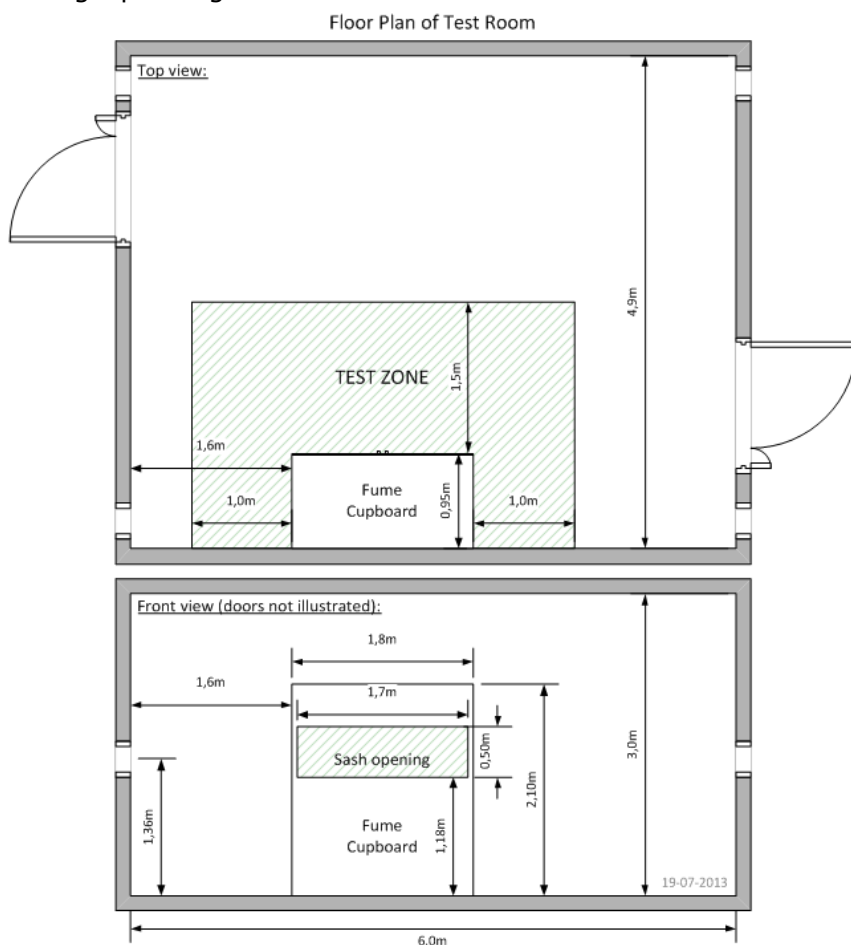 Floor Plan of Test Room
Top view:
4,9m
TEST ZONE
1,5m
1,6m
1,0m
Fume
Cupboard
0,95m
1,0m
Front view (doors not illustrated):
1,8m
1,6m
1,7m
Sash opening
0,50m
3,0m
2,10m
1,36m
Fume
Cupboard
1,18m
19-07-2013
6,0m